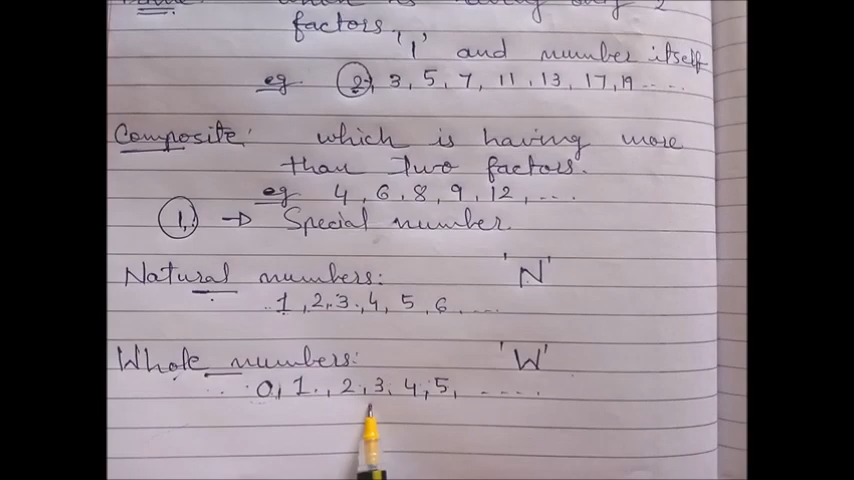 factors,
'1' and number itself
eg. 2, 3, 5, 7, 11, 13, 17, 19 ....
Composite: which is having more
than Two factors.
eg 4, 6, 8, 9, 12, ...
1, → Special number
Natural numbers: 'N'
1, 2, 3, 4, 5, 6, ....
Whole numbers: 'W'
0, 1, 2, 3, 4, 5, ....